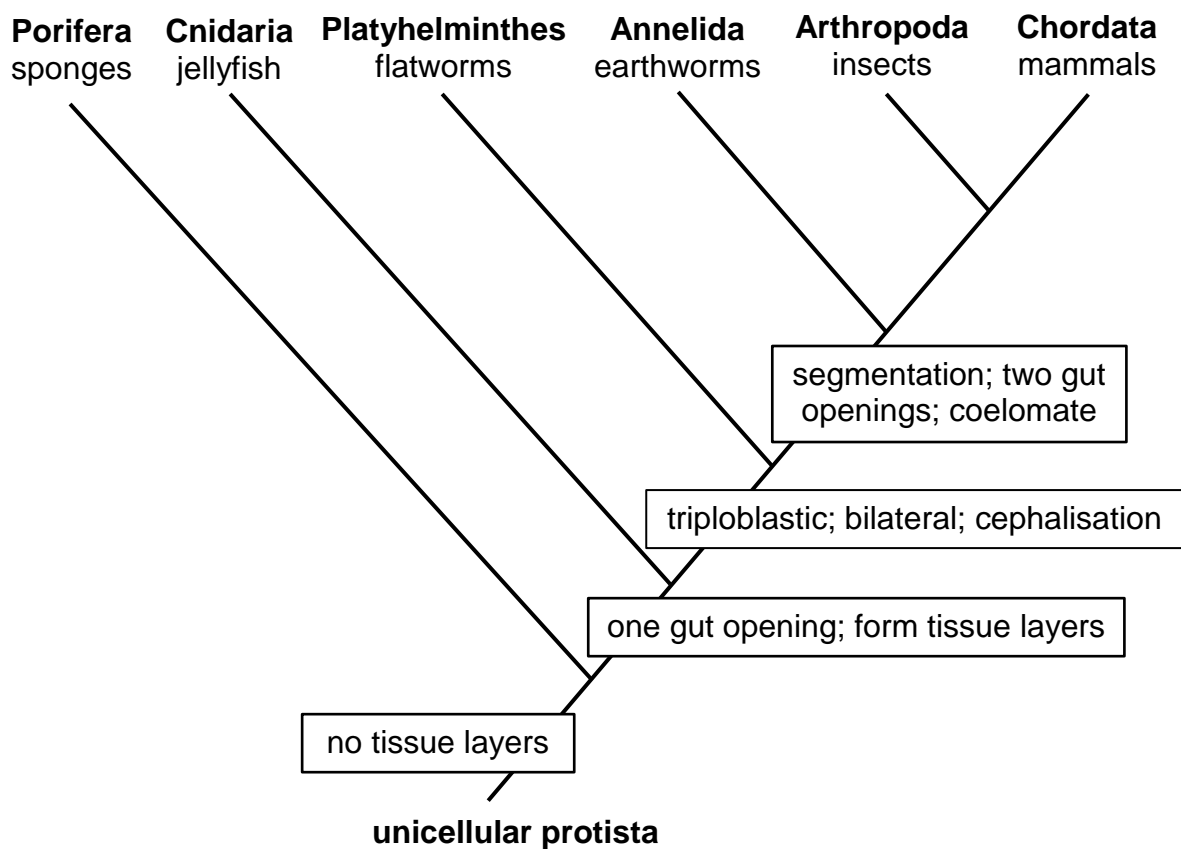 Porifera
sponges
Cnidaria
jellyfish
Platyhelminthes
flatworms
Annelida
earthworms
Arthropoda
insects
Chordata
mammals
segmentation; two gut
openings; coelomate
triploblastic; bilateral; cephalisation
one gut opening; form tissue layers
no tissue layers
unicellular protista